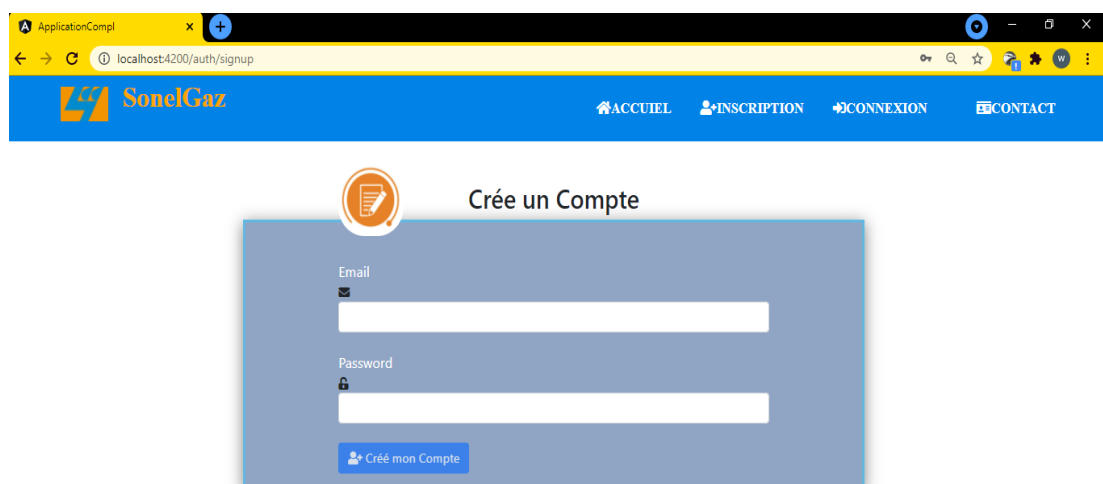 ApplicationCompl
localhost:4200/auth/signup
W
SonelGaz
ACCUIEL INSCRIPTION CONNEXION CONTACT
Crée un Compte
Email
Password
Créé mon Compte